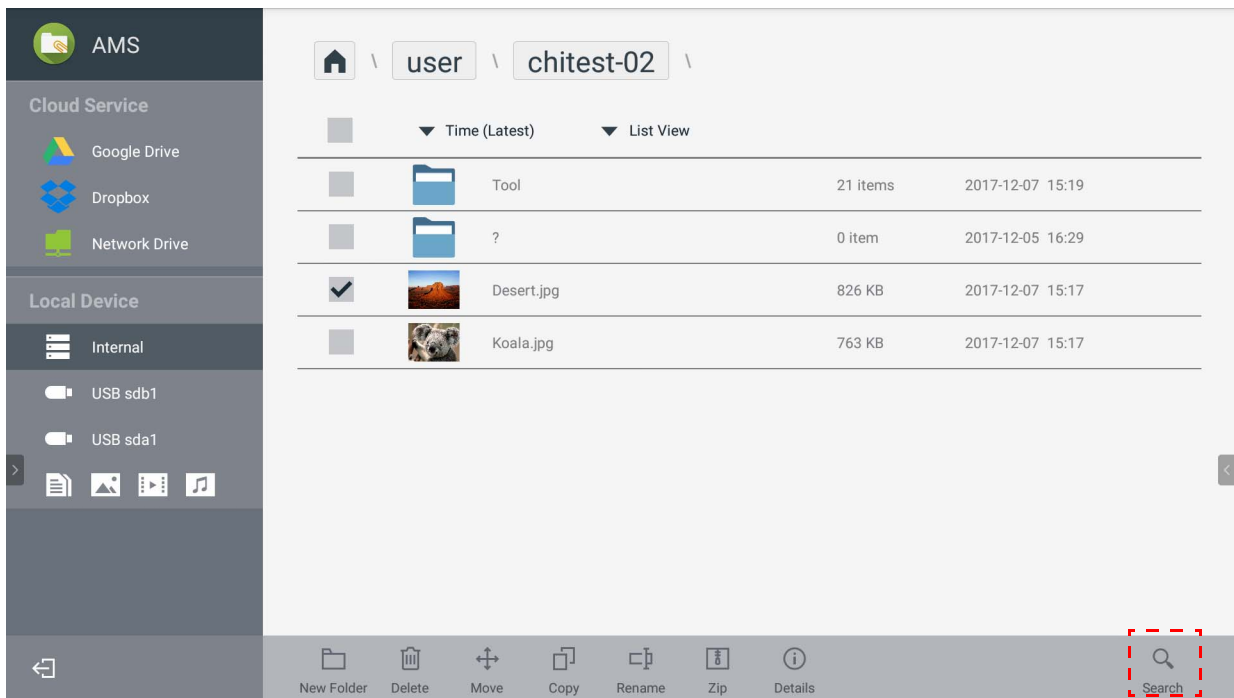 AMS
Cloud Service
Google Drive
Dropbox
Network Drive
Local Device
Internal
USB sdb1
USB sda1
\ user \ chitest-02 \
Time (Latest) List View
Tool 21 items 2017-12-07 15:19
? 0 item 2017-12-05 16:29
Desert.jpg 826 KB 2017-12-07 15:17
Koala.jpg 763 KB 2017-12-07 15:17
New Folder Delete Move Copy Rename Zip Details Search